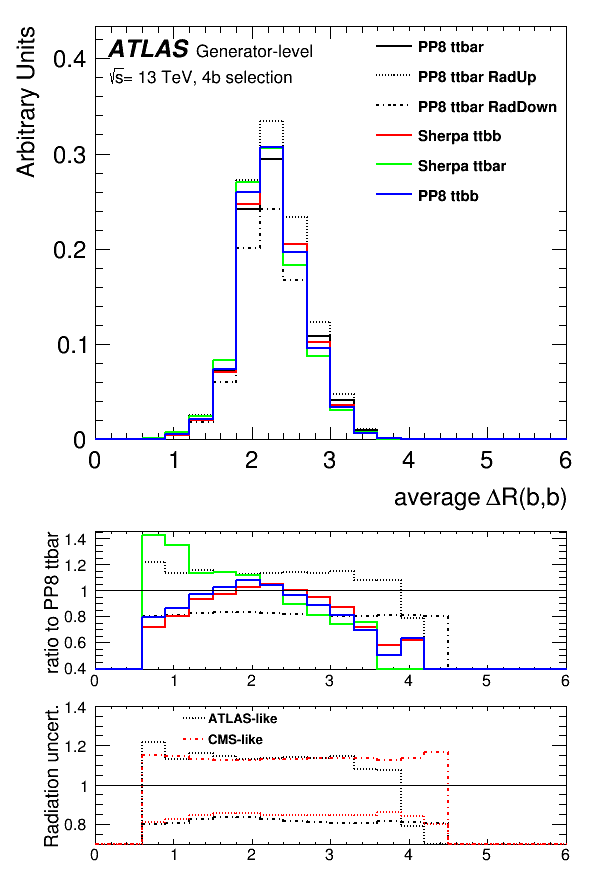 Arbitrary Units
0.4
0.3
0.2
0.1
0
ATLAS Generator-level
√s= 13 TeV, 4b selection
PP8 ttbar
PP8 ttbar RadUp
PP8 ttbar RadDown
Sherpa ttbb
Sherpa ttbar
PP8 ttbb
0 1 2 3 4 5 6
average ΔR(b,b)
ratio to PP8 ttbar
1.4
1.2
1
0.8
0.6
0.4
0 1 2 3 4 5 6
Radiation uncert.
1.4
1.2
1
0.8
ATLAS-like
CMS-like
0 1 2 3 4 5 6